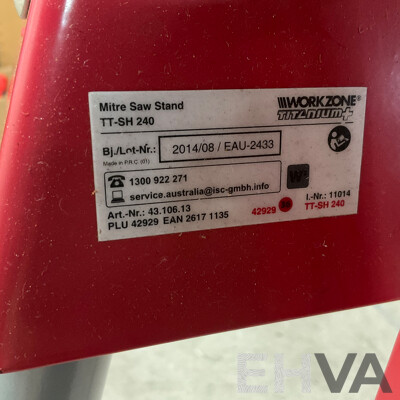 Mitre Saw Stand
TT-SH 240
WORKZONE®
TITANIUM+
Bj./Lot-Nr.: 2014/08 / EAU-2433
Made in P.R.C. (01)
1300 922 271
service.australia@isc-gmbh.info
Art.-Nr.: 43.106.13
PLU 42929 EAN 2617 1135
42929
I.-Nr.: 11014
TT-SH 240
EHVA